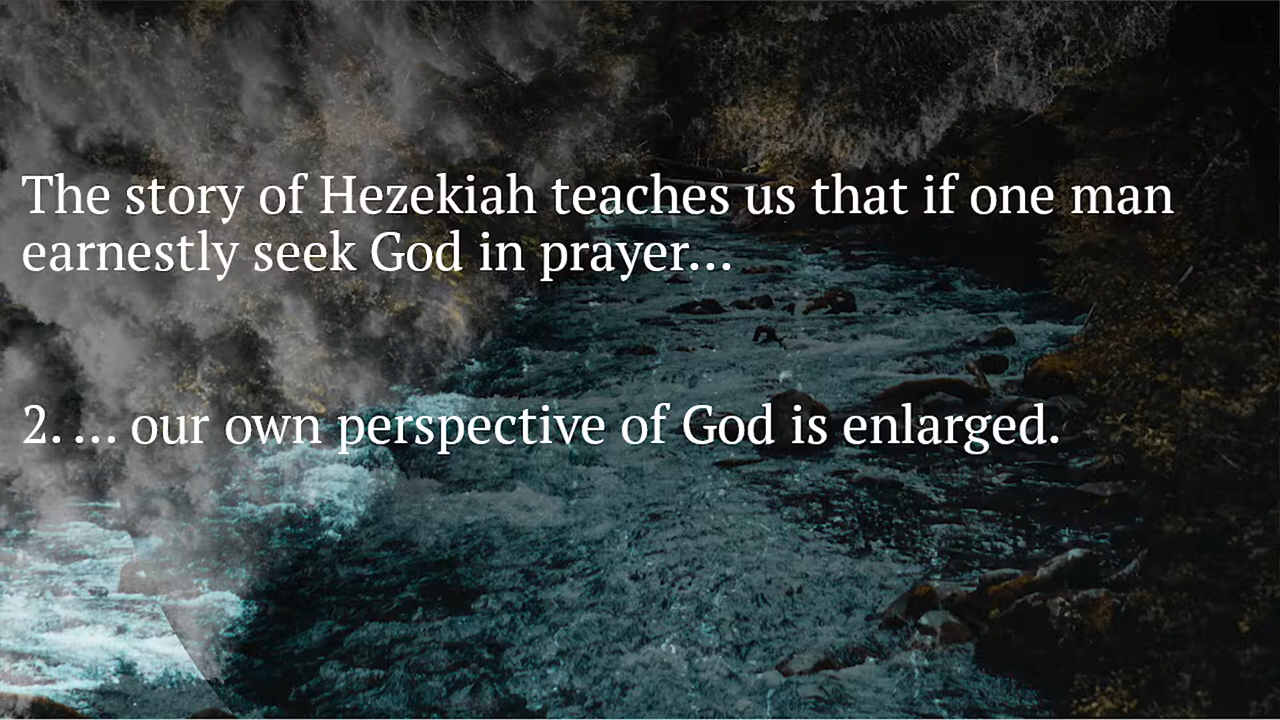 The story of Hezekiah teaches us that if one man
earnestly seek God in prayer...
2. ... our own perspective of God is enlarged.